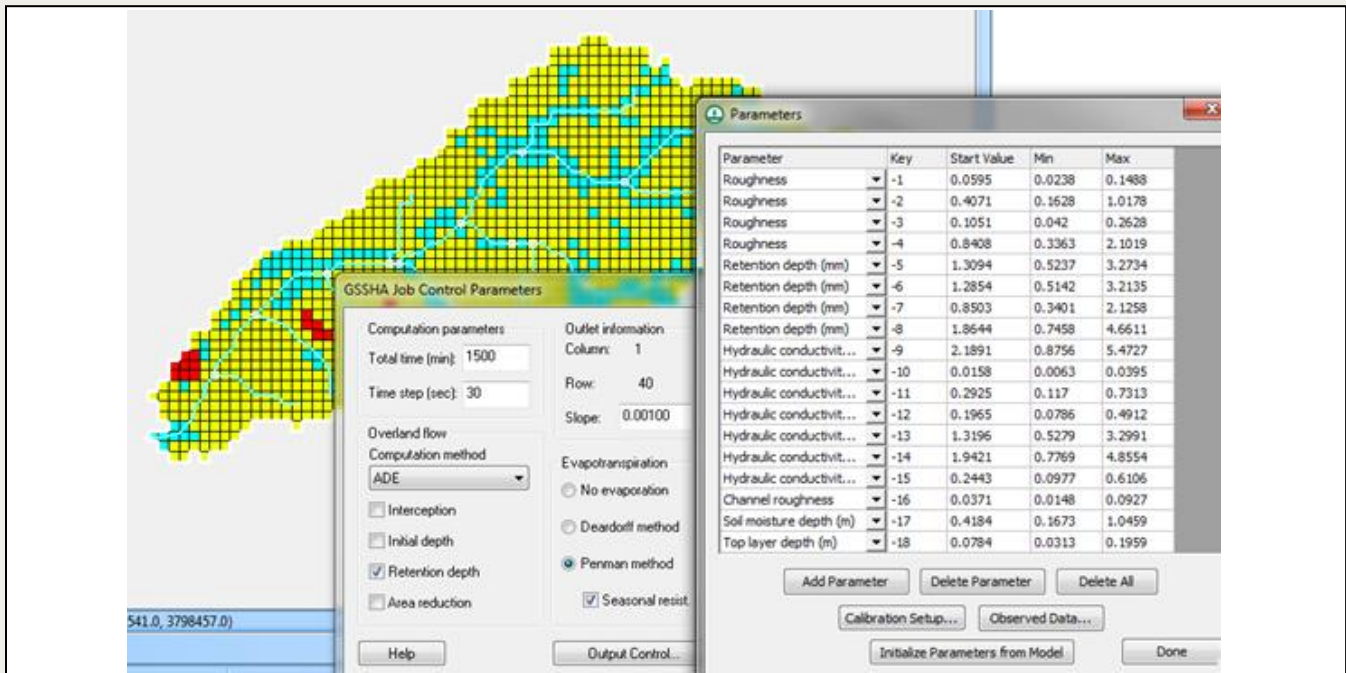 Parameters
Parameter Key Start Value Min Max
Roughness -1 0.0595 0.0238 0.1488
Roughness -2 0.4071 0.1628 1.0178
Roughness -3 0.1051 0.042 0.2628
Roughness -4 0.8408 0.3363 2.1019
Retention depth (mm) -5 1.3094 0.5237 3.2734
Retention depth (mm) -6 1.2854 0.5142 3.2135
Retention depth (mm) -7 0.8503 0.3401 2.1258
Retention depth (mm) -8 1.8644 0.7458 4.6611
Hydraulic conductivit... -9 2.1891 0.8756 5.4727
Hydraulic conductivit... -10 0.0158 0.0063 0.0395
Hydraulic conductivit... -11 0.2925 0.117 0.7313
Hydraulic conductivit... -12 0.1965 0.0786 0.4912
Hydraulic conductivit... -13 1.3196 0.5279 3.2991
Hydraulic conductivit... -14 1.9421 0.7769 4.8554
Hydraulic conductivit... -15 0.2443 0.0977 0.6106
Channel roughness -16 0.0371 0.0148 0.0927
Soil moisture depth (m) -17 0.4184 0.1673 1.0459
Top layer depth (m) -18 0.0784 0.0313 0.1959
Add Parameter Delete Parameter Delete All
Calibration Setup... Observed Data...
Initialize Parameters from Model Done
GSSHA Job Control Parameters
Computation parameters
Total time (min): 1500
Time step (sec): 30
Overland flow
Computation method
ADE
Interception
Initial depth
Retention depth
Area reduction
Outlet information
Column: 1
Row: 40
Slope: 0.00100
Evapotranspiration
No evaporation
Deardorff method
Penman method
Seasonal resist.
Help Output Control...
541.0, 3798457.0)